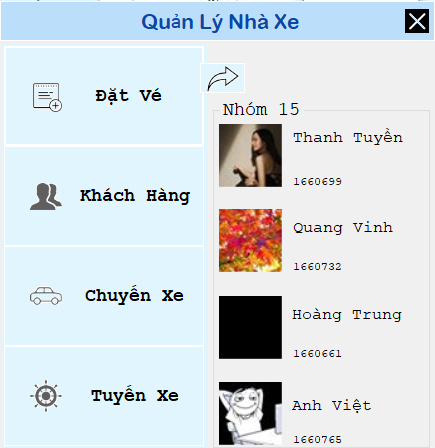 Quản Lý Nhà Xe
Đặt Vé
Khách Hàng
Chuyến Xe
Tuyến Xe
Nhóm 15
Thanh Tuyền
1660699
Quang Vinh
1660732
Hoàng Trung
1660661
Anh Việt
1660765